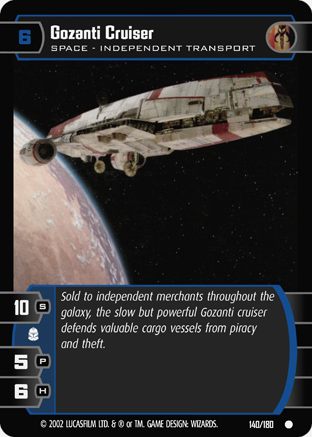 6 Gozanti Cruiser
SPACE - INDEPENDENT TRANSPORT
10 S
5 P
6 H
Sold to independent merchants throughout the
galaxy, the slow but powerful Gozanti cruiser
defends valuable cargo vessels from piracy
and theft.
© 2002 LUCASFILM LTD. & ® or TM. GAME DESIGN: WIZARDS. 140/180